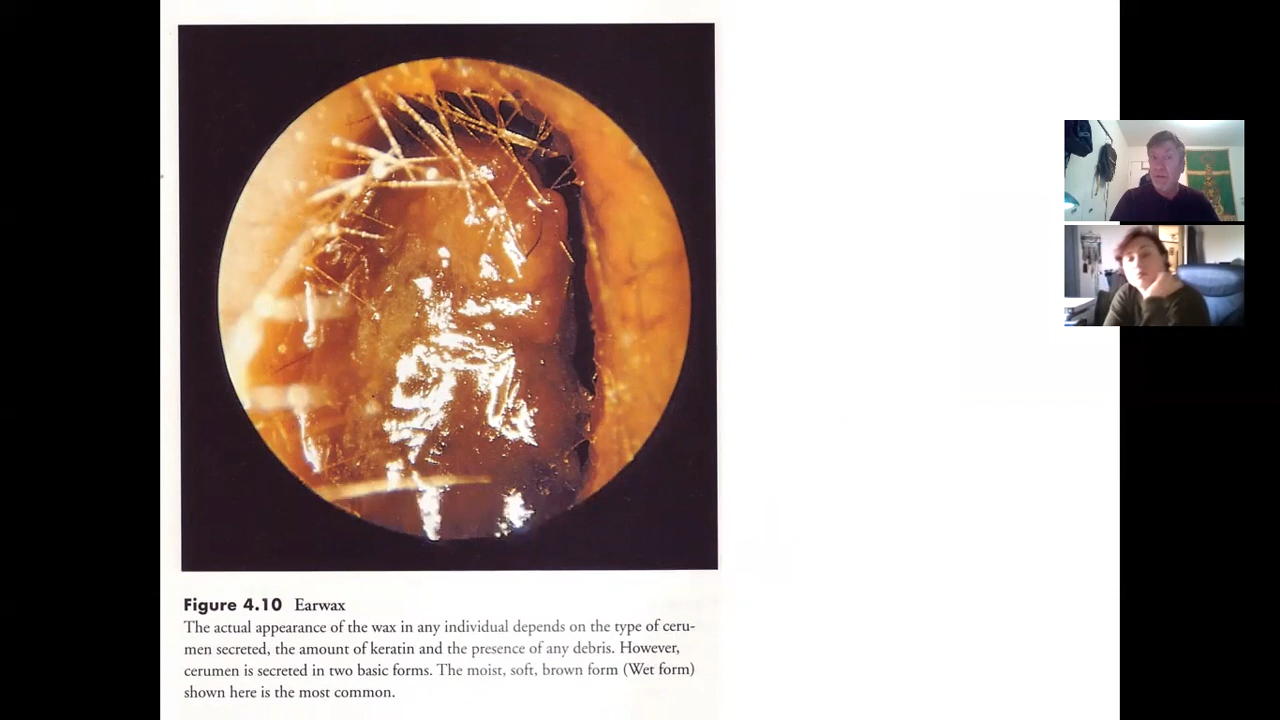 Figure 4.10 Earwax
The actual appearance of the wax in any individual depends on the type of ceru-
men secreted, the amount of keratin and the presence of any debris. However,
cerumen is secreted in two basic forms. The moist, soft, brown form (Wet form)
shown here is the most common.